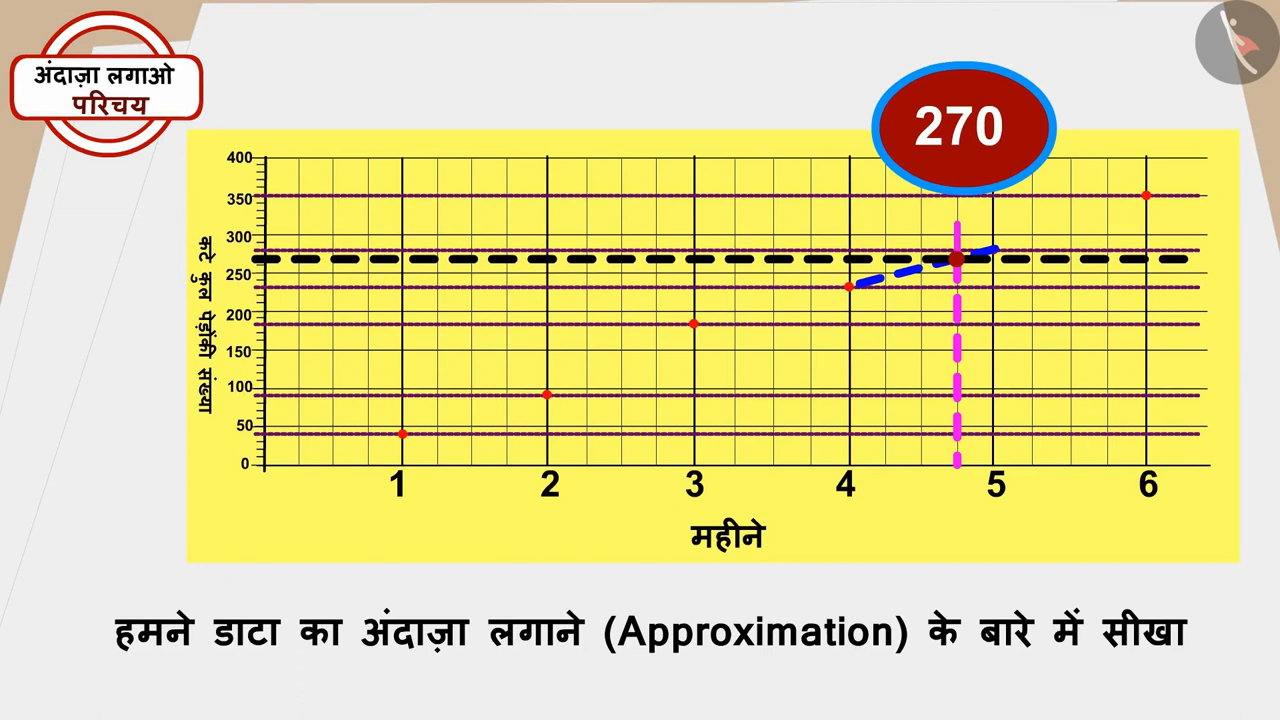 अंदाज़ा लगाओ
परिचय
270
400
350
300
250
200
150
100
50
0
कटे कुल पेड़ोंकी संख्या
1 2 3 4 5 6
महीने
हमने डाटा का अंदाज़ा लगाने (Approximation) के बारे में सीखा